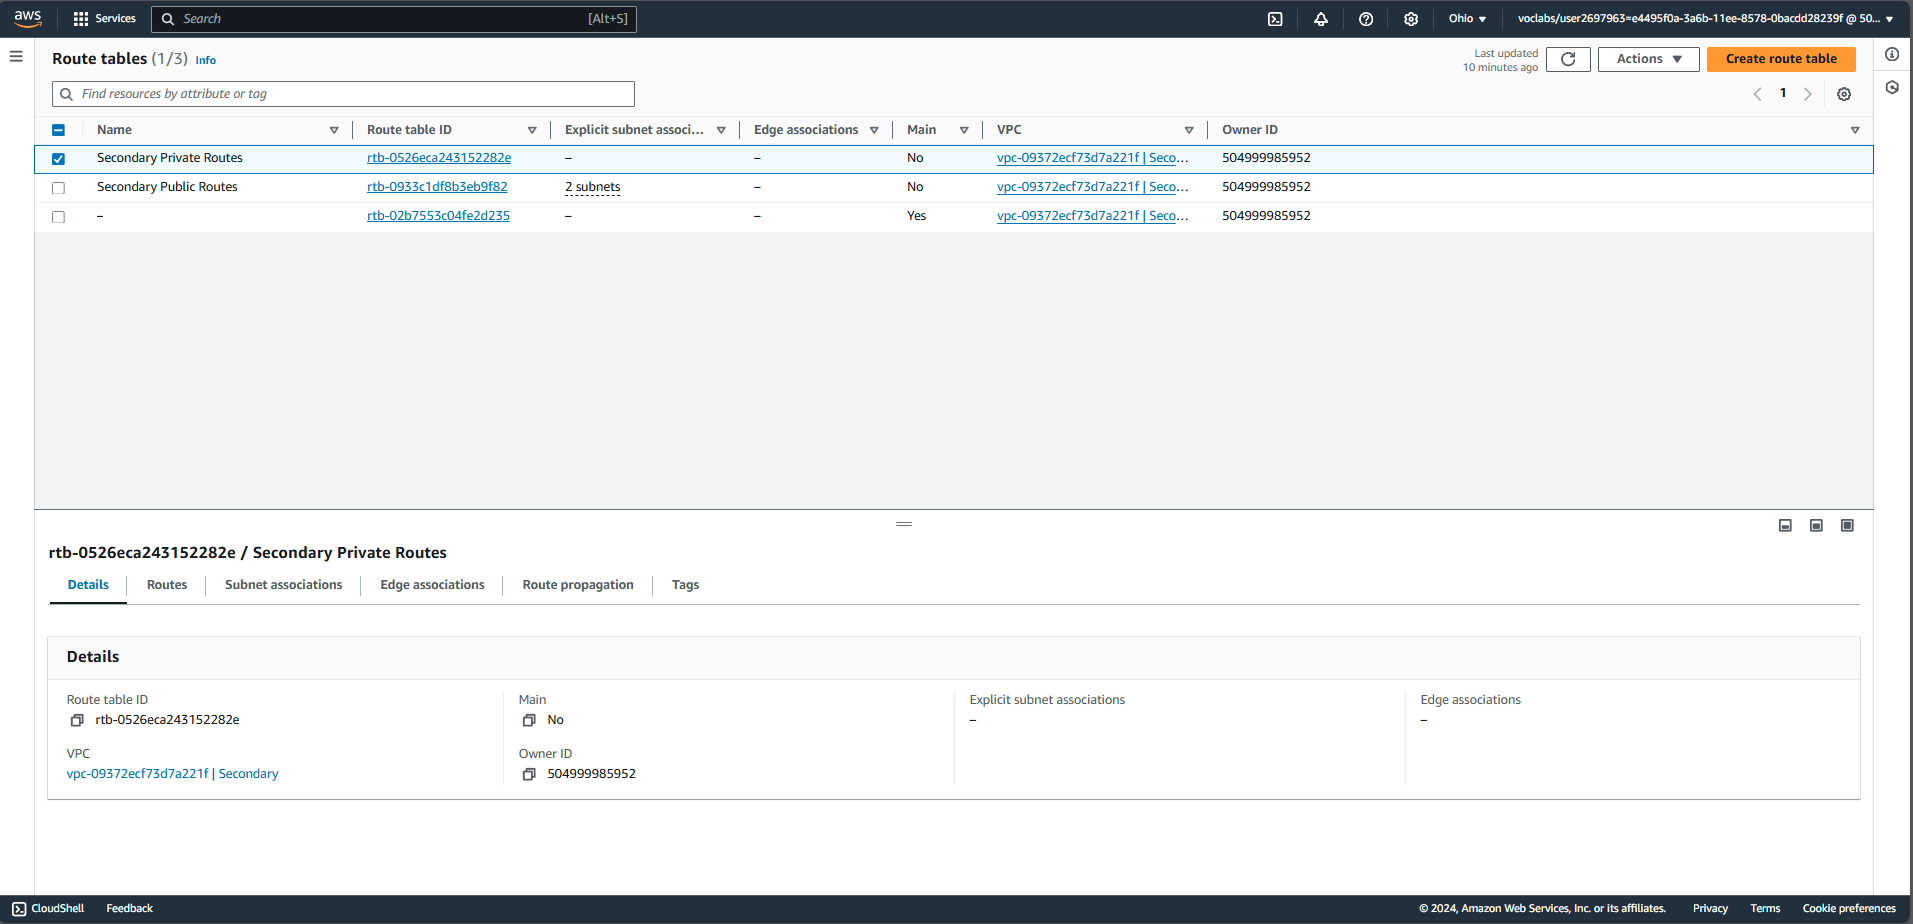 aws Services Search [Alt+S] Ohio ▼ voclabs/user2697963=e4495f0a-3a6b-11ee-8578-0bacdd28239f @ 50... ▼
Route tables (1/3) Info
Last updated
10 minutes ago
Actions ▼
Create route table
Find resources by attribute or tag
1
Name Route table ID Explicit subnet associ... Edge associations Main VPC Owner ID
Secondary Private Routes rtb-0526eca243152282e – – No vpc-09372ecf73d7a221f | Seco... 504999985952
Secondary Public Routes rtb-0933c1df8b3eb9f82 2 subnets – No vpc-09372ecf73d7a221f | Seco... 504999985952
– rtb-02b7553c04fe2d235 – – Yes vpc-09372ecf73d7a221f | Seco... 504999985952
rtb-0526eca243152282e / Secondary Private Routes
Details Routes Subnet associations Edge associations Route propagation Tags
Details
Route table ID
rtb-0526eca243152282e
Main
No
Explicit subnet associations
–
Edge associations
–
VPC
vpc-09372ecf73d7a221f | Secondary
Owner ID
504999985952
CloudShell Feedback © 2024, Amazon Web Services, Inc. or its affiliates. Privacy Terms Cookie preferences